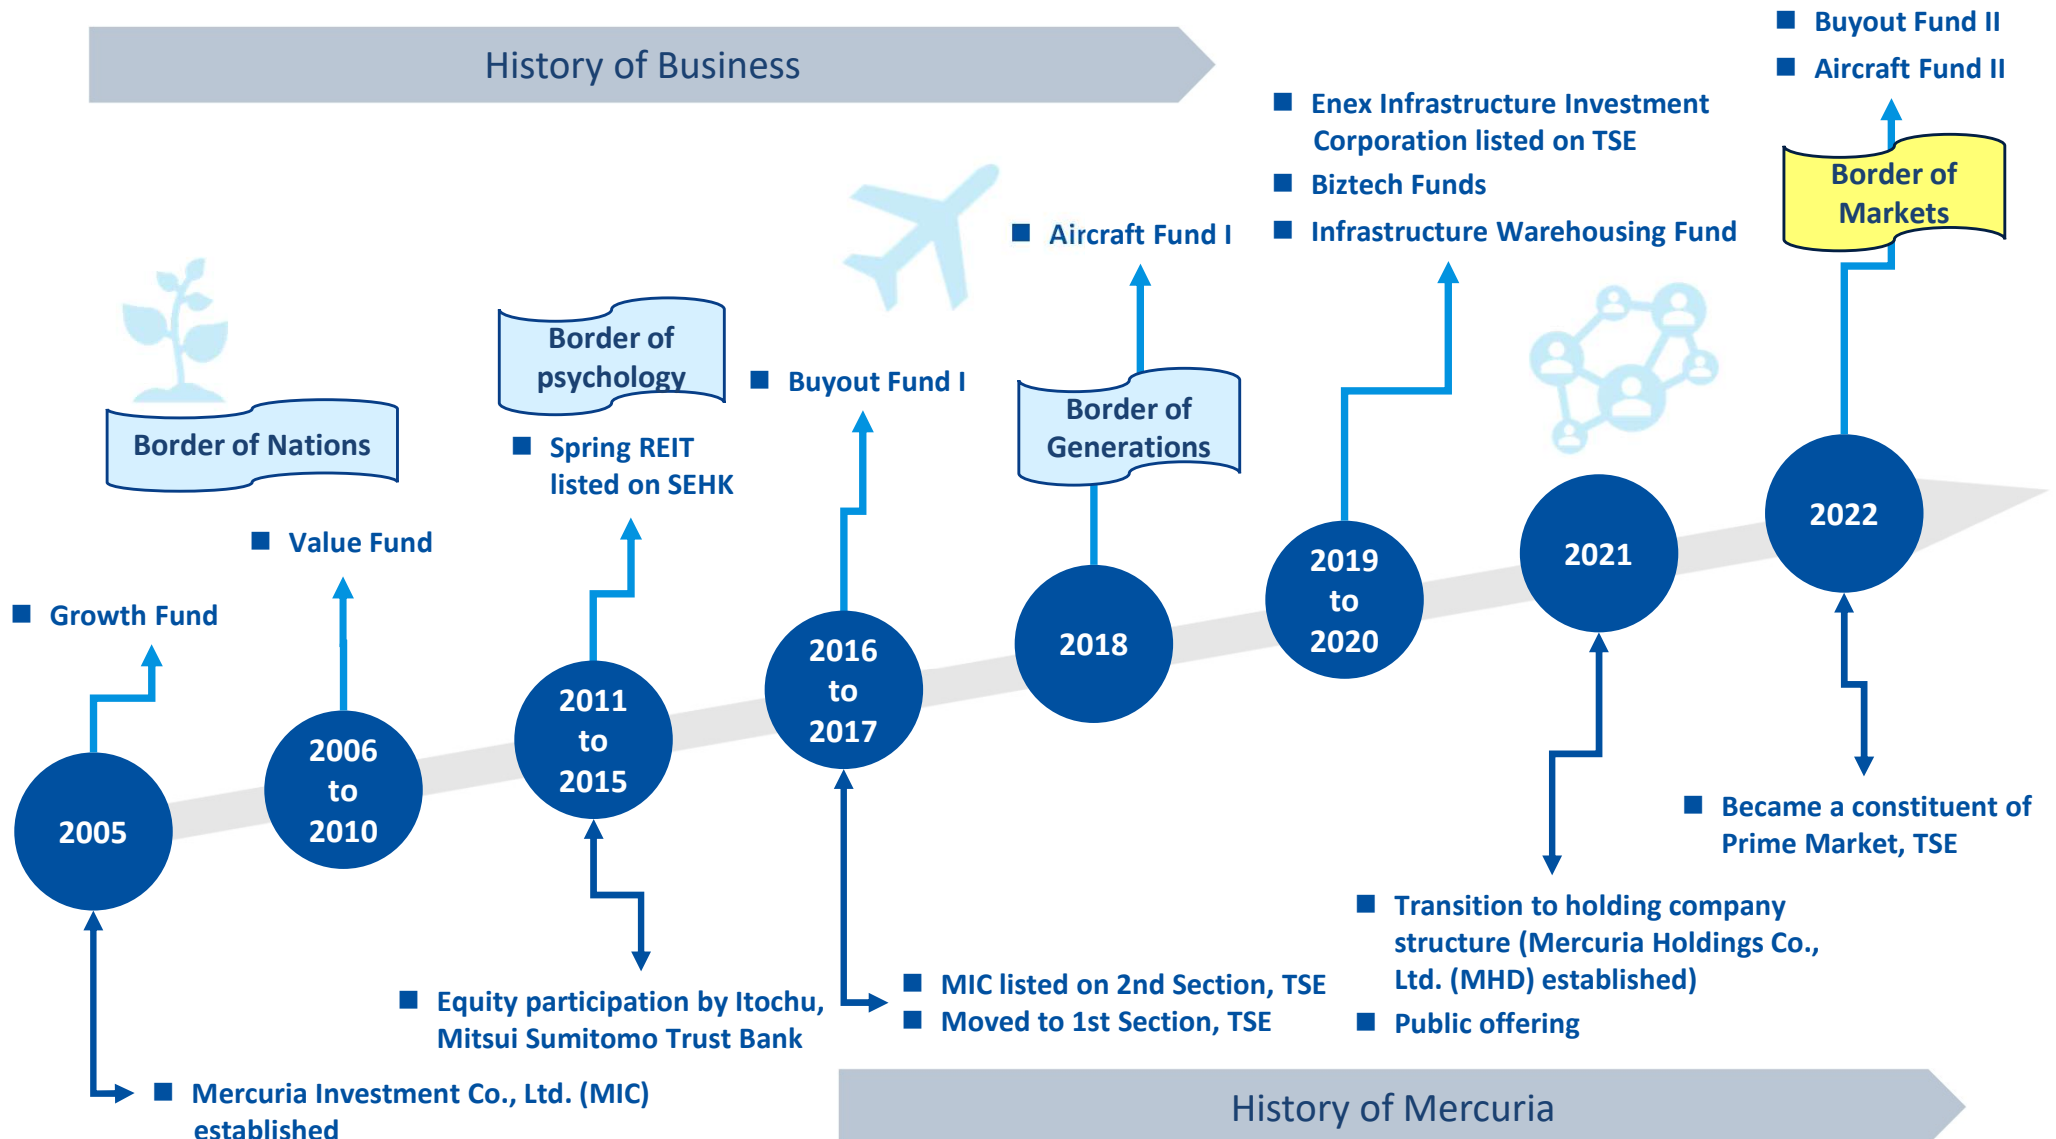 History of Business
■ Buyout Fund II
■ Aircraft Fund II
■ Enex Infrastructure Investment
Corporation listed on TSE
■ Biztech Funds
■ Infrastructure Warehousing Fund
Border of
Markets
■ Aircraft Fund I
Border of
psychology
■ Buyout Fund I
Border of
Generations
Border of Nations
■ Spring REIT
listed on SEHK
■ Value Fund
■ Growth Fund
2005
2006
to
2010
2011
to
2015
2016
to
2017
2018
2019
to
2020
2021
2022
■ Became a constituent of
Prime Market, TSE
■ Transition to holding company
structure (Mercuria Holdings Co.,
Ltd. (MHD) established)
■ Public offering
■ MIC listed on 2nd Section, TSE
■ Moved to 1st Section, TSE
■ Equity participation by Itochu,
Mitsui Sumitomo Trust Bank
■ Mercuria Investment Co., Ltd. (MIC)
established
History of Mercuria